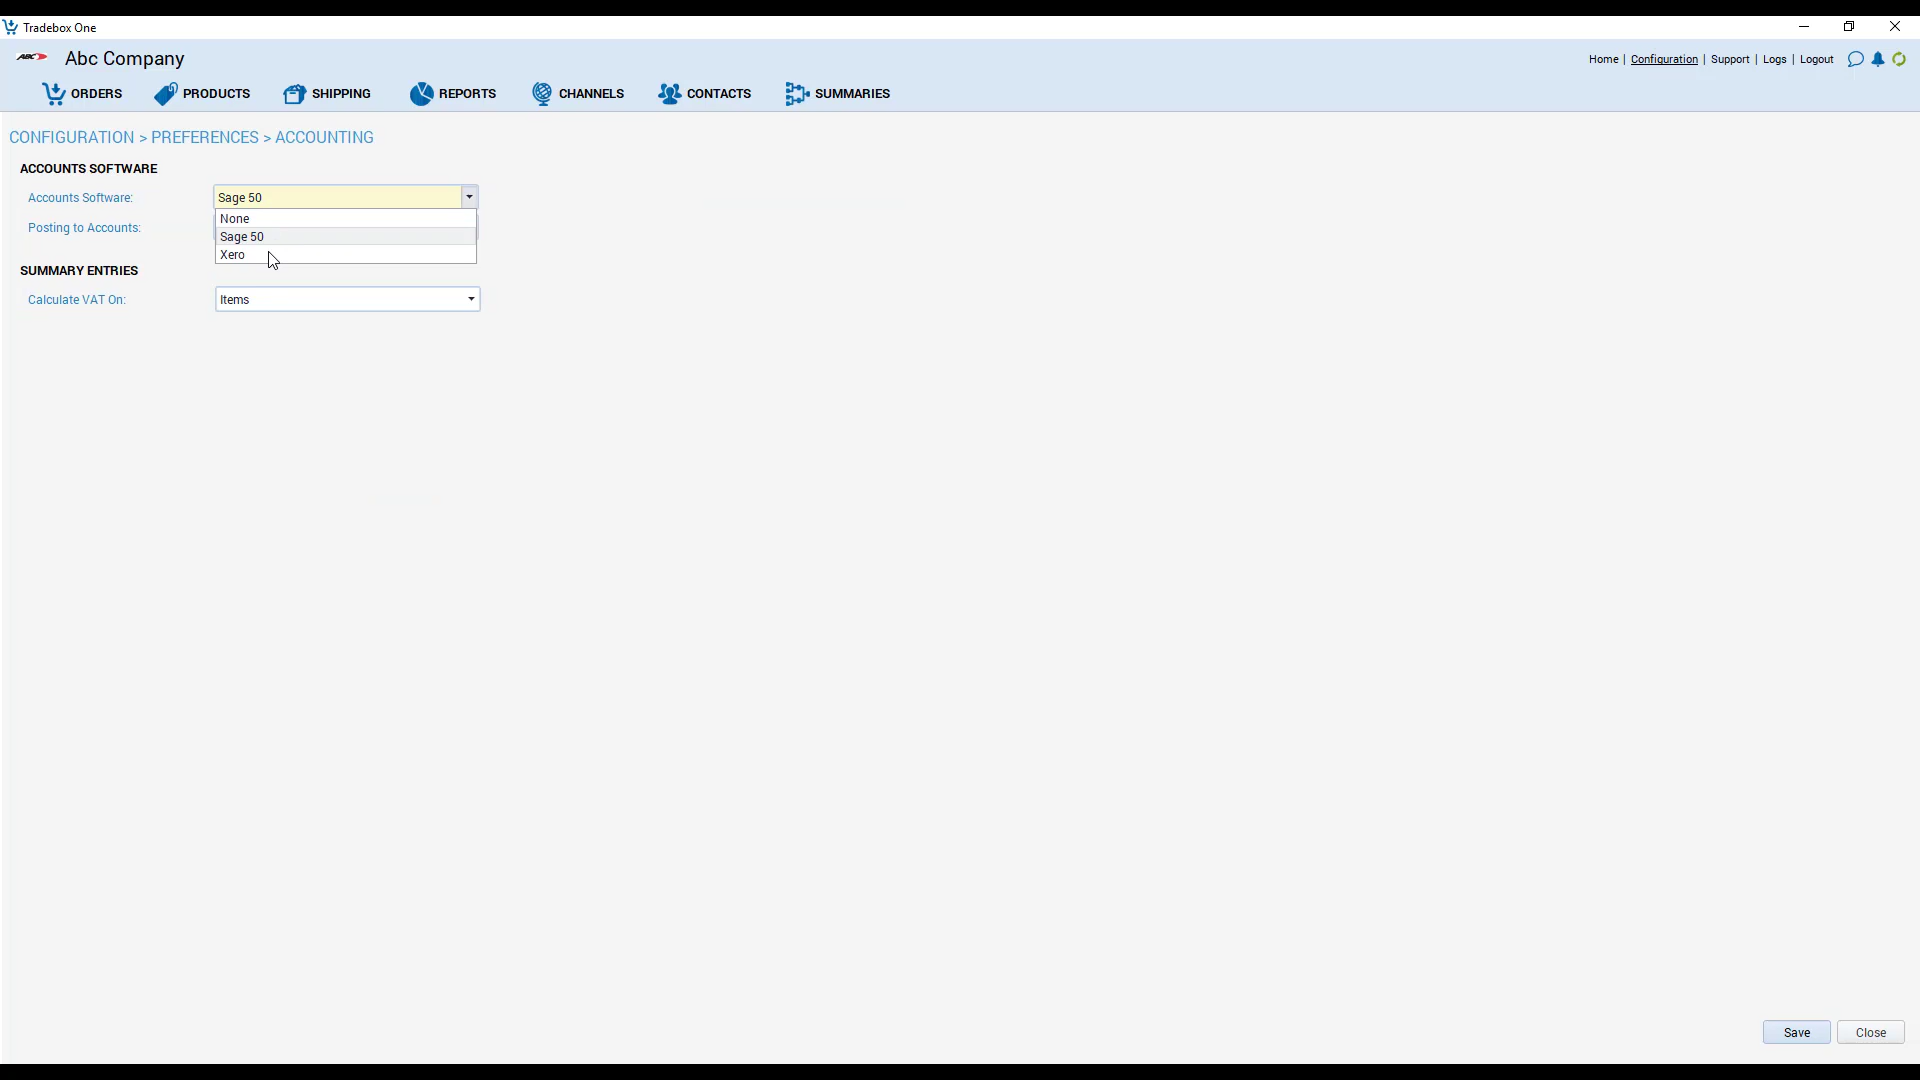 Tradebox One
ABC Abc Company
Home | Configuration | Support | Logs | Logout
ORDERS PRODUCTS SHIPPING REPORTS CHANNELS CONTACTS SUMMARIES
CONFIGURATION > PREFERENCES > ACCOUNTING
ACCOUNTS SOFTWARE
Accounts Software: Sage 50
None
Posting to Accounts:
Sage 50
Xero
SUMMARY ENTRIES
Calculate VAT On: Items
Save Close